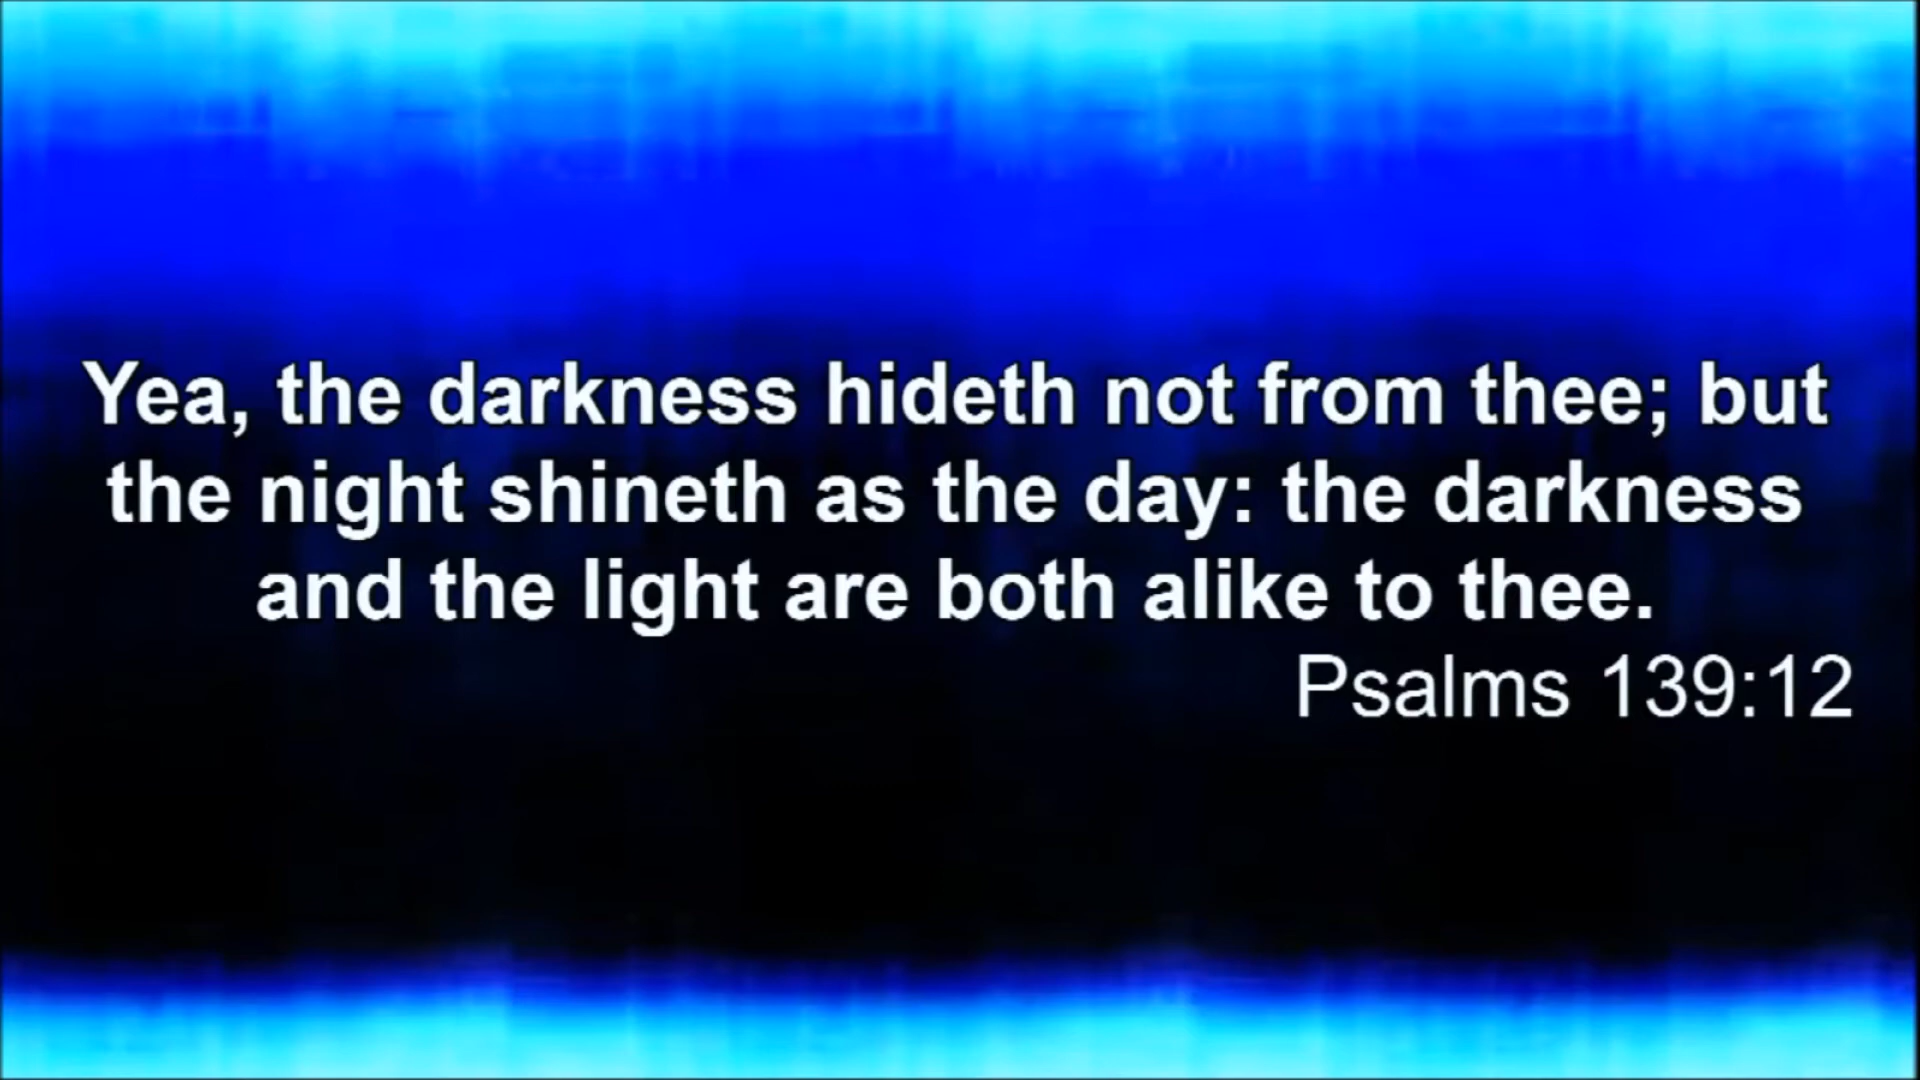 Yea, the darkness hideth not from thee; but
the night shineth as the day: the darkness
and the light are both alike to thee.
Psalms 139:12